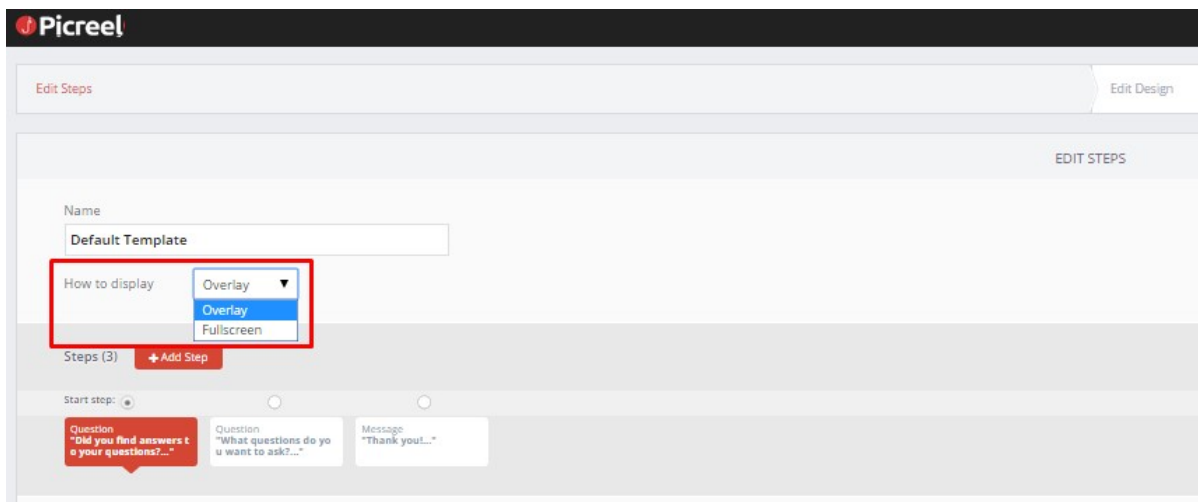 Picreel
Edit Steps
Edit Design
EDIT STEPS
Name
Default Template
How to display
Overlay
Overlay
Fullscreen
Steps (3)
+ Add Step
Start step:
Question
"Did you find answers t
o your questions?..."
Question
"What questions do yo
u want to ask?..."
Message
"Thank you!..."